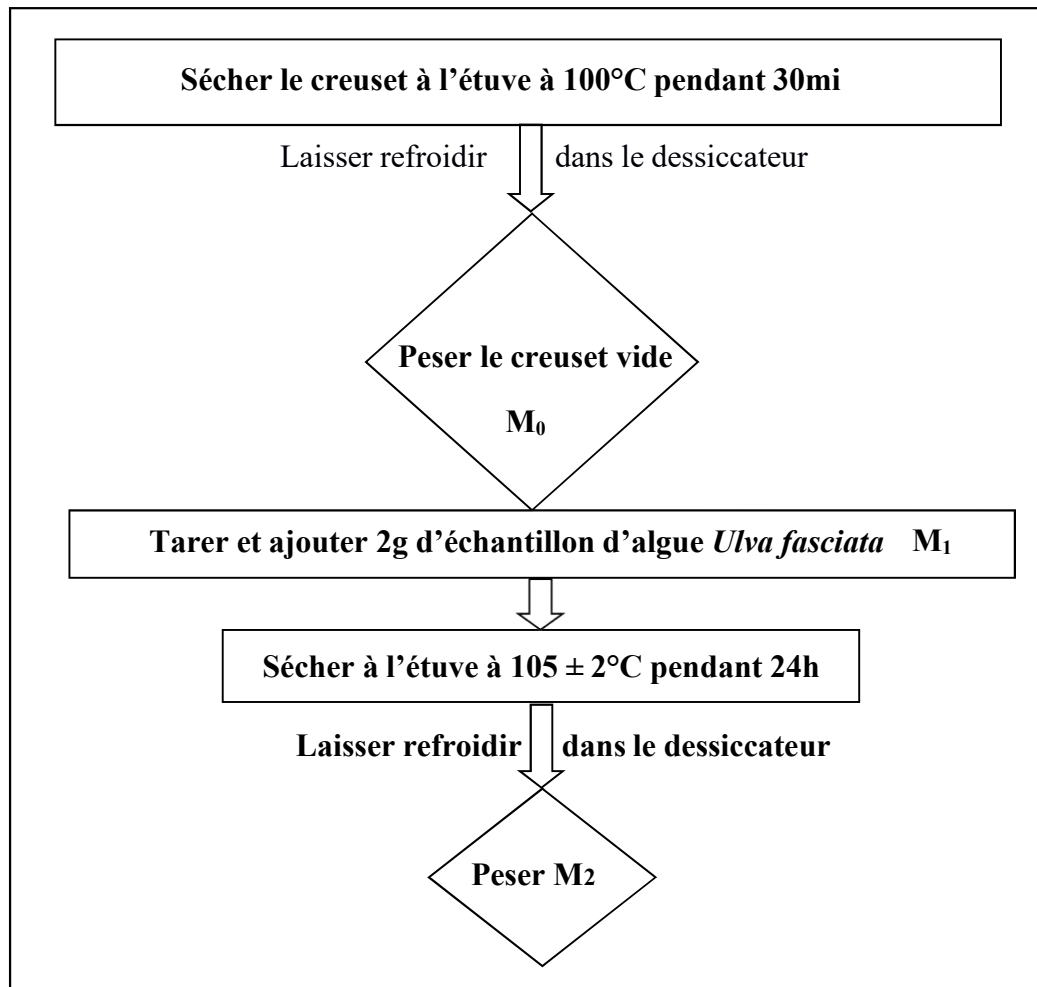 Sécher le creuset à l’étuve à 100°C pendant 30mi
Laisser refroidir dans le dessiccateur
Peser le creuset vide
M₀
Tarer et ajouter 2g d’échantillon d’algue Ulva fasciata M₁
Sécher à l’étuve à 105 ± 2°C pendant 24h
Laisser refroidir dans le dessiccateur
Peser M2